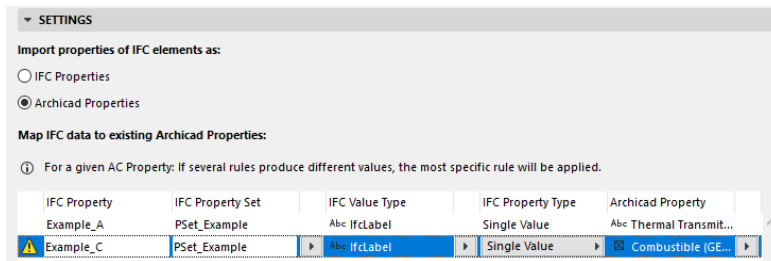 SETTINGS
Import properties of IFC elements as:
IFC Properties
Archicad Properties
Map IFC data to existing Archicad Properties:
For a given AC Property: If several rules produce different values, the most specific rule will be applied.
IFC Property IFC Property Set IFC Value Type IFC Property Type Archicad Property
Example_A PSet_Example Abc IfcLabel Single Value Abc Thermal Transmit...
Example_C PSet_Example Abc IfcLabel Single Value Combustible (GE...